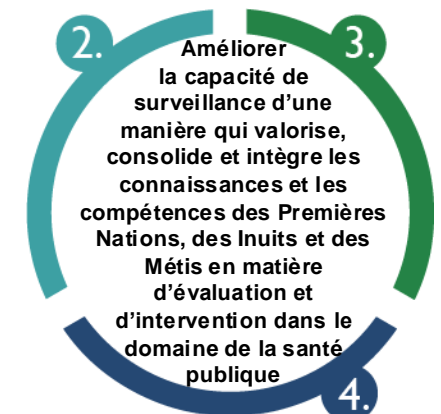 2.
3.
Améliorer
la capacité de
surveillance d’une
manière qui valorise,
consolide et intègre les
connaissances et les
compétences des Premières
Nations, des Inuits et des
Métis en matière
d’évaluation et
d’intervention dans le
domaine de la santé
publique
4.